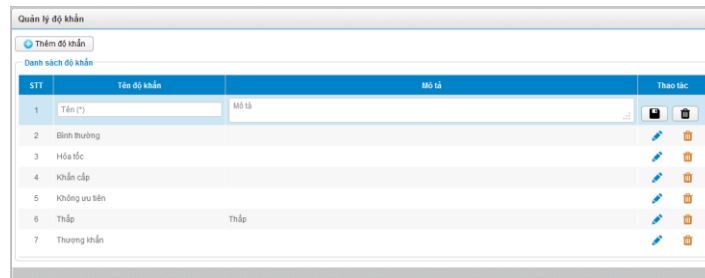 Quản lý độ khẩn
Thêm độ khẩn
Danh sách độ khẩn
STT Tên độ khẩn Mô tả Thao tác
1 Tên (*) Mô tả
2 Bình thường
3 Hỏa tốc
4 Khẩn cấp
5 Không ưu tiên
6 Thấp Thấp
7 Thượng khẩn